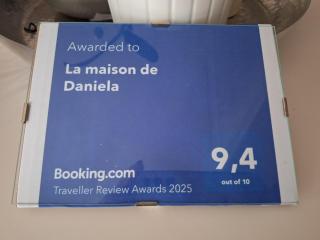 Awarded to
La maison de
Daniela
Booking.com
Traveller Review Awards 2025
9,4
out of 10